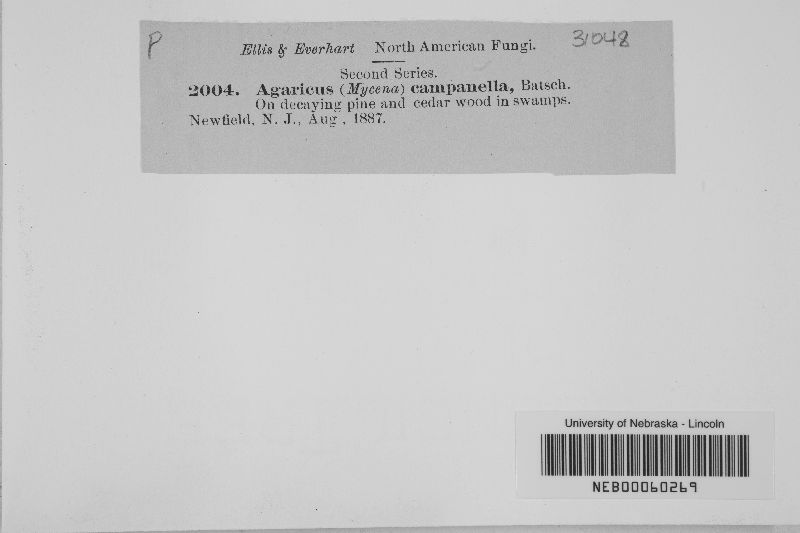 P
31048
Ellis & Everhart North American Fungi.
Second Series.
2004. Agaricus (Mycena) campanella, Batsch.
On decaying pine and cedar wood in swamps.
Newfield, N. J., Aug, 1887.
University of Nebraska - Lincoln
NEB00060269